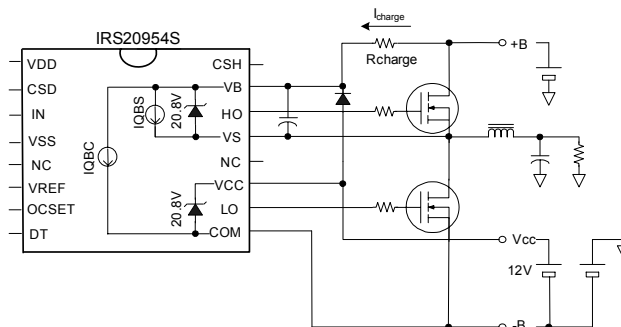 IRS20954S
I charge
Rcharge
+B
VDD
CSD
IN
VSS
NC
VREF
OCSET
DT
CSH
VB
HO
VS
NC
VCC
LO
COM
IQBS
20.8V
IQBC
20.8V
Vcc
12V
-B